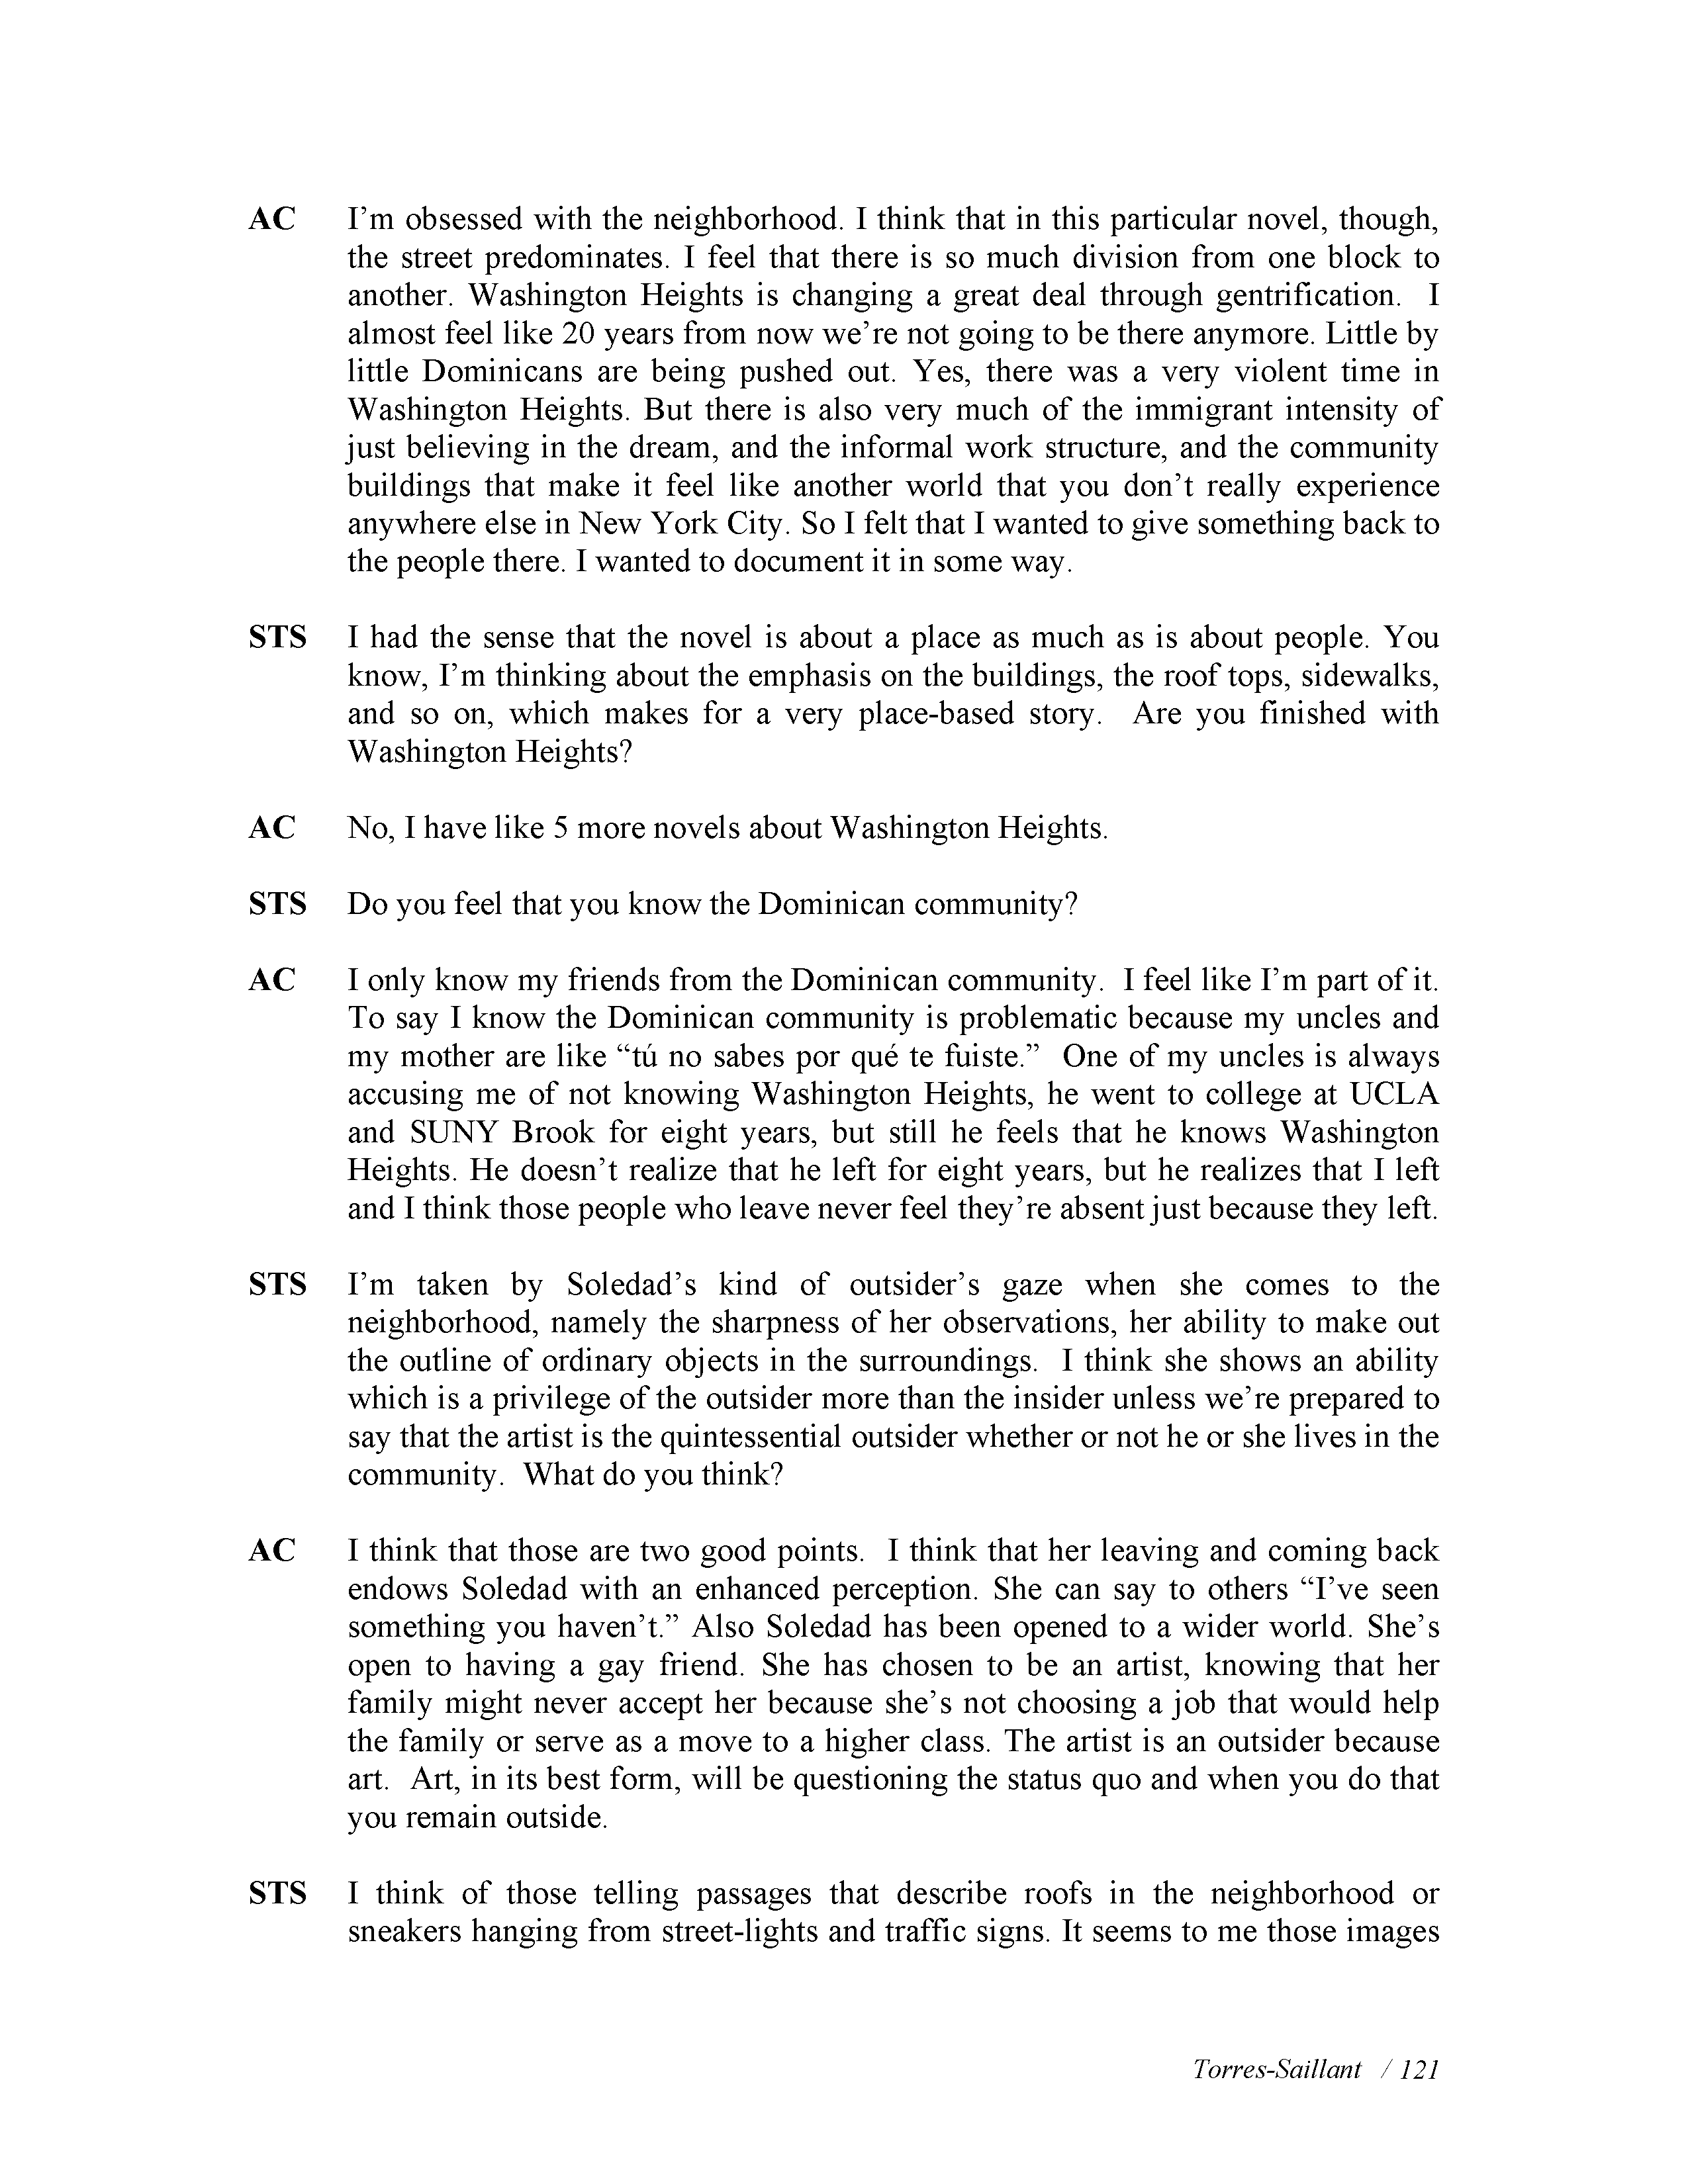 AC I’m obsessed with the neighborhood. I think that in this particular novel, though,
the street predominates. I feel that there is so much division from one block to
another. Washington Heights is changing a great deal through gentrification.  I
almost feel like 20 years from now we’re not going to be there anymore. Little by
little Dominicans are being pushed out. Yes, there was a very violent time in
Washington Heights. But there is also very much of the immigrant intensity of
just believing in the dream, and the informal work structure, and the community
buildings that make it feel like another world that you don’t really experience
anywhere else in New York City. So I felt that I wanted to give something back to
the people there. I wanted to document it in some way.
STS I had the sense that the novel is about a place as much as is about people. You
know, I’m thinking about the emphasis on the buildings, the roof tops, sidewalks,
and so on, which makes for a very place-based story.  Are you finished with
Washington Heights?
AC No, I have like 5 more novels about Washington Heights.
STS Do you feel that you know the Dominican community?
AC I only know my friends from the Dominican community.  I feel like I’m part of it.
To say I know the Dominican community is problematic because my uncles and
my mother are like “tú no sabes por qué te fuiste.”  One of my uncles is always
accusing me of not knowing Washington Heights, he went to college at UCLA
and SUNY Brook for eight years, but still he feels that he knows Washington
Heights. He doesn’t realize that he left for eight years, but he realizes that I left
and I think those people who leave never feel they’re absent just because they left.
STS I’m taken by Soledad’s kind of outsider’s gaze when she comes to the
neighborhood, namely the sharpness of her observations, her ability to make out
the outline of ordinary objects in the surroundings.  I think she shows an ability
which is a privilege of the outsider more than the insider unless we’re prepared to
say that the artist is the quintessential outsider whether or not he or she lives in the
community.  What do you think?
AC I think that those are two good points.  I think that her leaving and coming back
endows Soledad with an enhanced perception. She can say to others “I’ve seen
something you haven’t.” Also Soledad has been opened to a wider world. She’s
open to having a gay friend. She has chosen to be an artist, knowing that her
family might never accept her because she’s not choosing a job that would help
the family or serve as a move to a higher class. The artist is an outsider because
art.  Art, in its best form, will be questioning the status quo and when you do that
you remain outside.
STS I think of those telling passages that describe roofs in the neighborhood or
sneakers hanging from street-lights and traffic signs. It seems to me those images
Torres-Saillant / 121